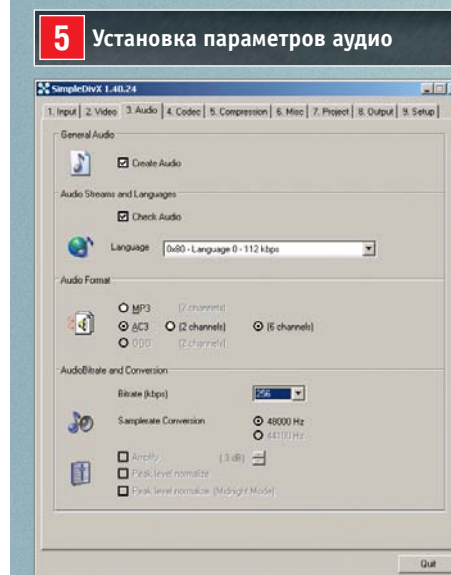 5 Установка параметров аудио
SimpleDivX 1.40.24
1. Input 2. Video 3. Audio 4. Codec 5. Compression 6. Misc 7. Project 8. Output 9. Setup
General Audio
Create Audio
Audio Streams and Languages
Check Audio
Language 0x80 - Language 0 - 112 kbps
Audio Format
MP3 (2 channels)
AC3 (2 channels) (6 channels)
OGG (2 channels)
AudioBitrate and Conversion
Bitrate (kbps) 256
Samplerate Conversion 48000 Hz
44100 Hz
Amplify (3 dB)
Peak level normalize
Peak level normalize (Midnight Mode)
Quit